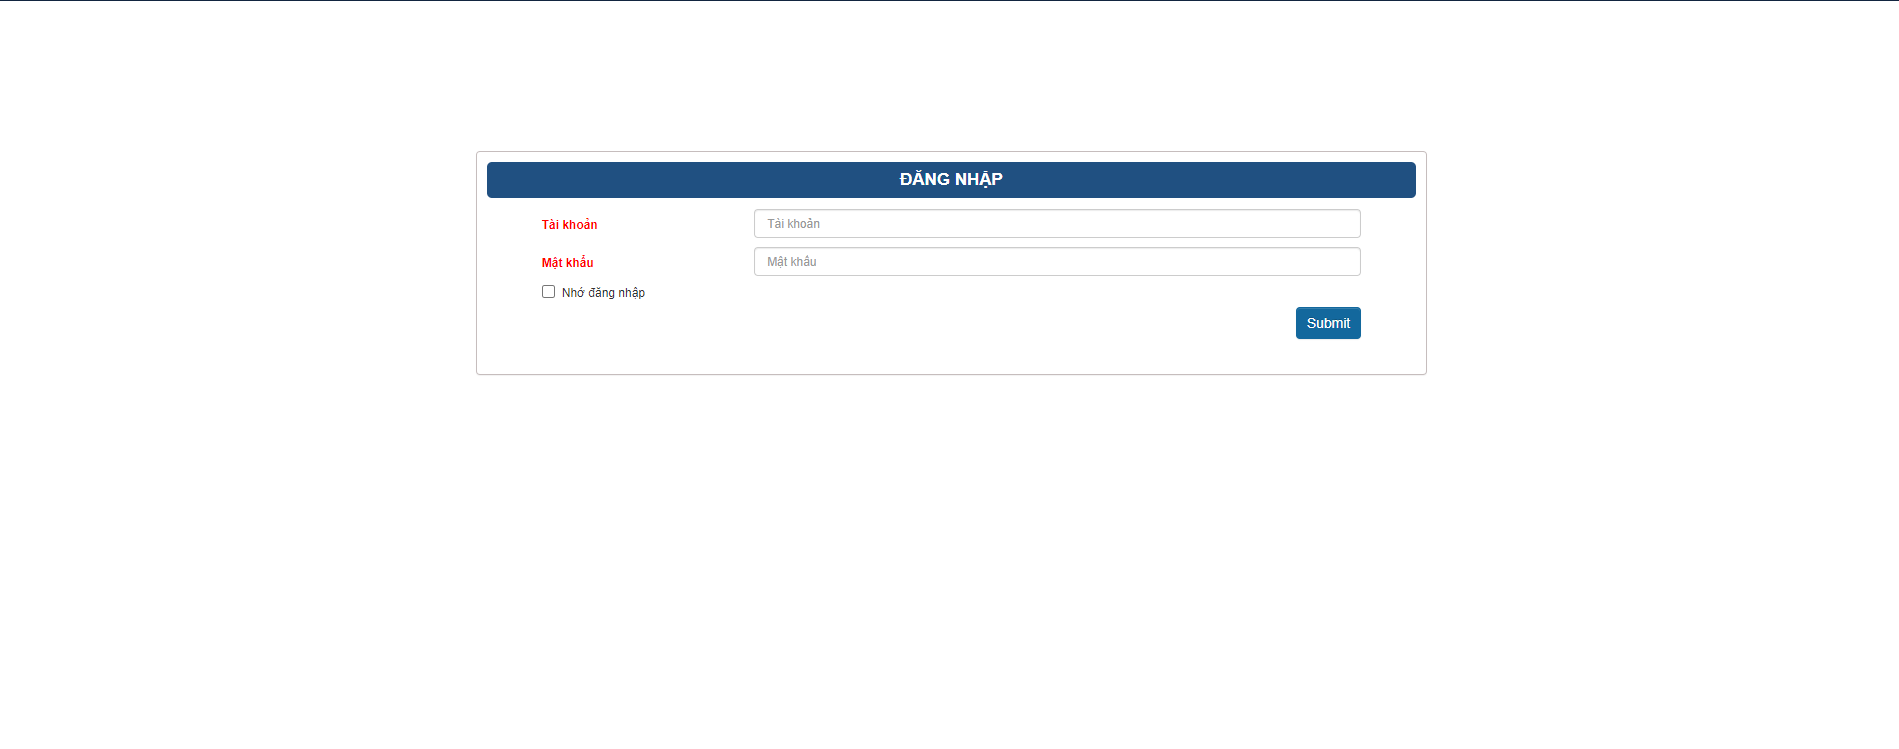 ĐĂNG NHẬP
Tài khoản Tài khoản
Mật khẩu Mật khẩu
Nhớ đăng nhập
Submit